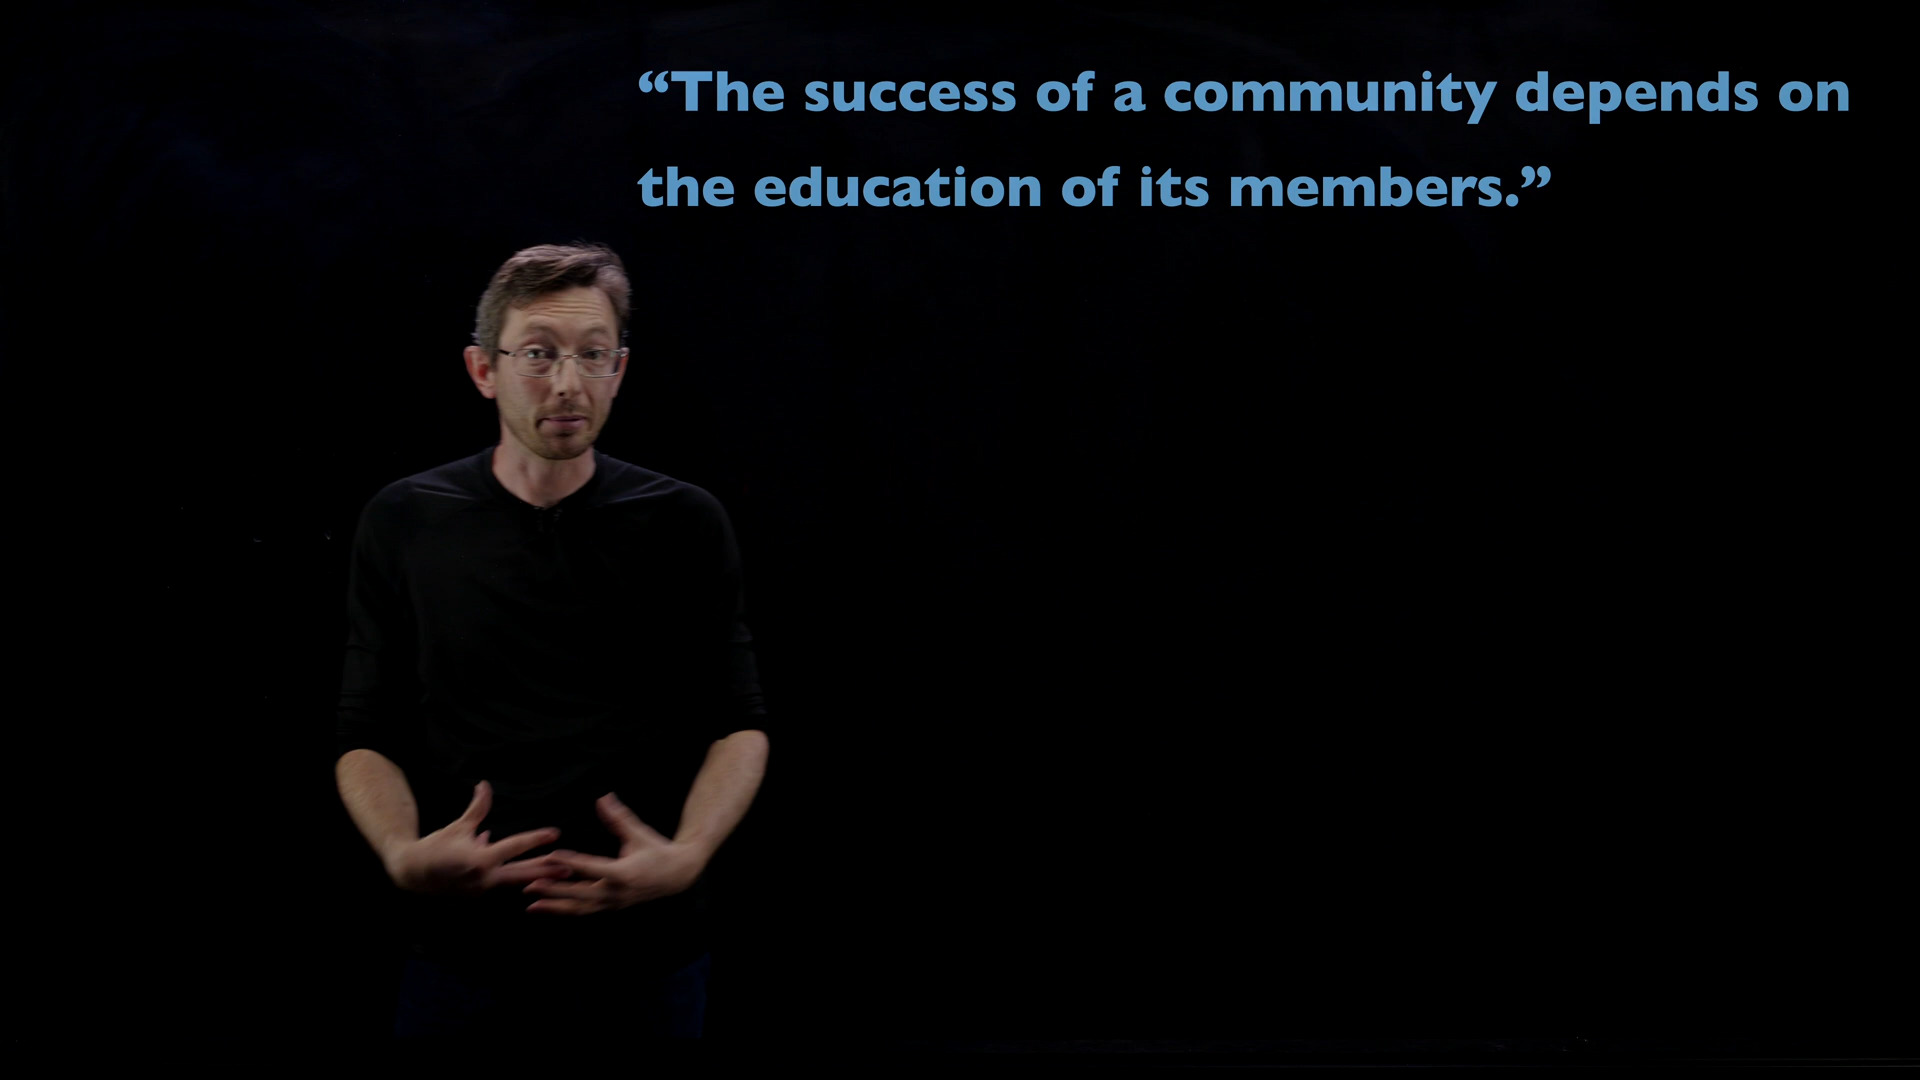 “The success of a community depends on
the education of its members.”